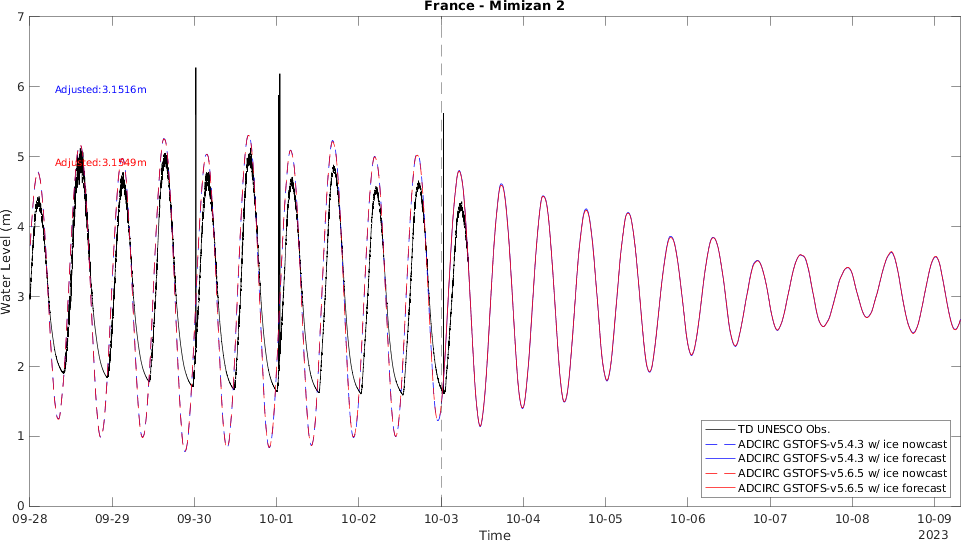 France - Mimizan 2
7
6
5
4
3
2
1
0
Water Level (m)
Adjusted:3.1516m
Adjusted:3.1549m
TD UNESCO Obs.
ADCIRC GSTOFS-v5.4.3 w/ ice nowcast
ADCIRC GSTOFS-v5.4.3 w/ ice forecast
ADCIRC GSTOFS-v5.6.5 w/ ice nowcast
ADCIRC GSTOFS-v5.6.5 w/ ice forecast
09-28 09-29 09-30 10-01 10-02 10-03 10-04 10-05 10-06 10-07 10-08 10-09
Time
2023